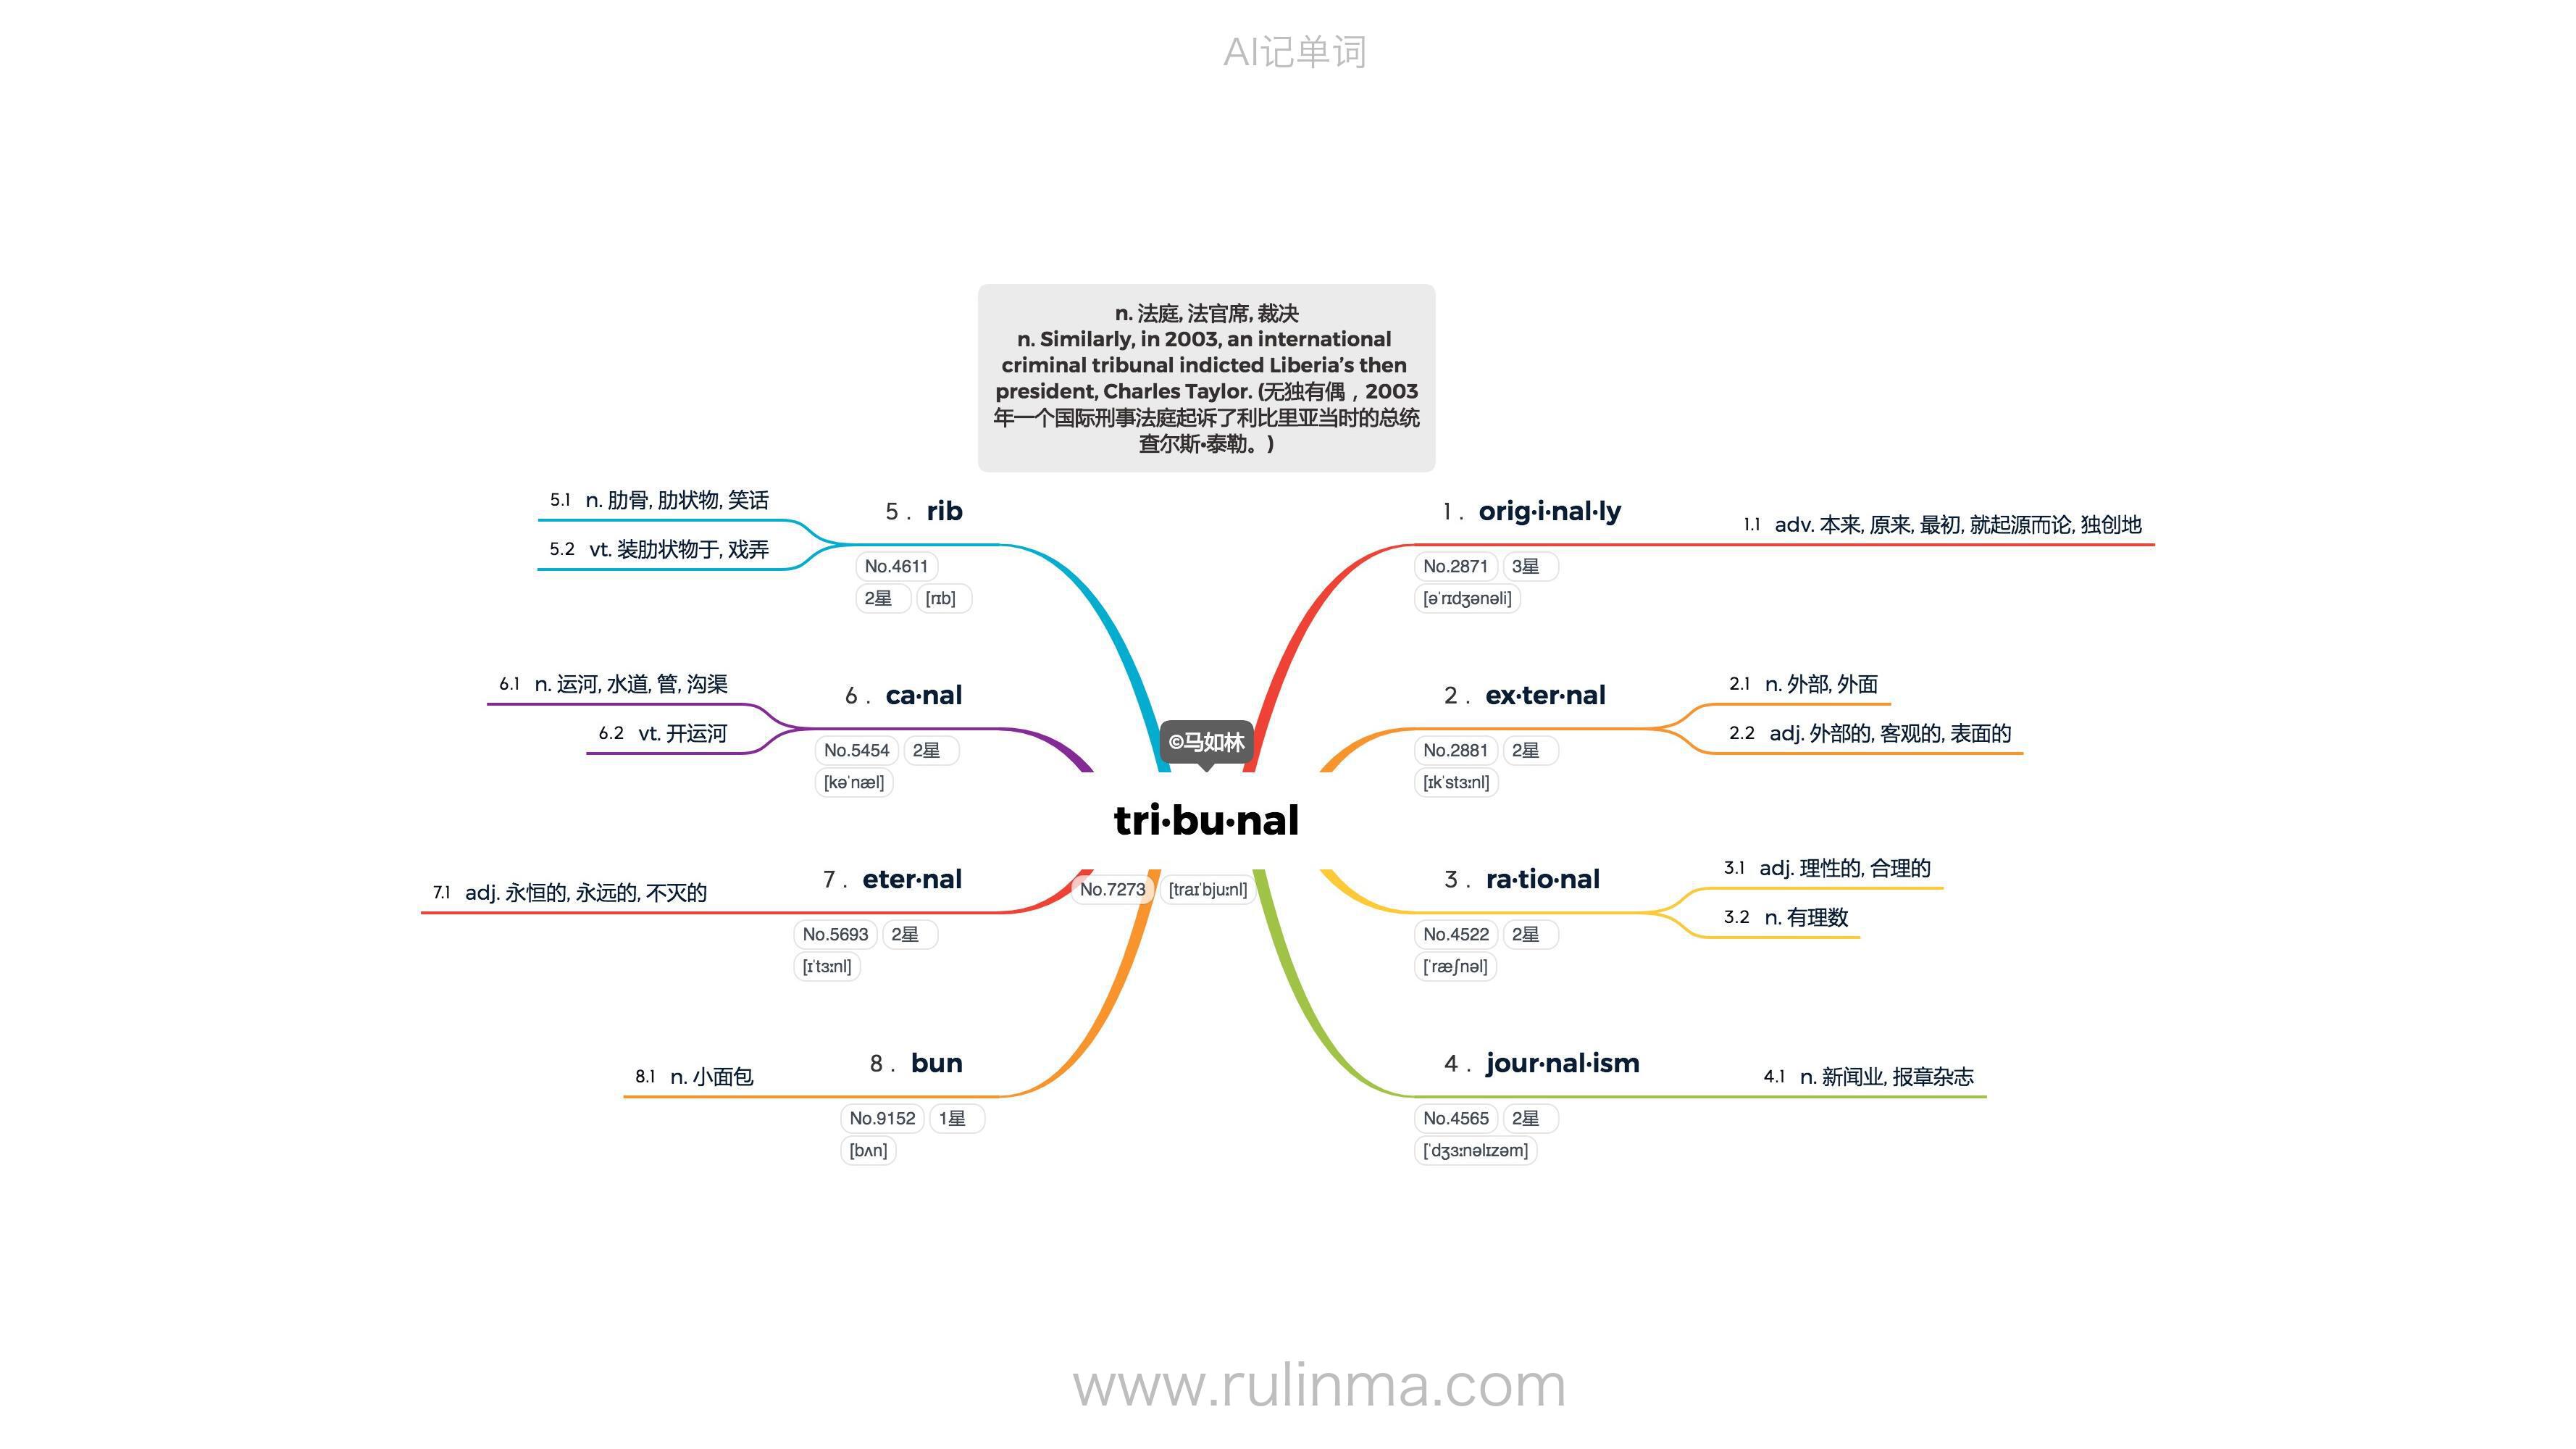 AI记单词
n. 法庭, 法官席, 裁决
n. Similarly, in 2003, an international
criminal tribunal indicted Liberia’s then
president, Charles Taylor. (无独有偶，2003
年一个国际刑事法庭起诉了利比里亚当时的总统
查尔斯•泰勒。)
©马如林
tri•bu•nal
No.7273 [traɪˈbjuːnl]
1. orig•i•nal•ly
No.2871 3星
[əˈrɪdʒənəli]
1.1 adv. 本来, 原来, 最初, 就起源而论, 独创地
2. ex•ter•nal
No.2881 2星
[ɪkˈstɜːnl]
2.1 n. 外部, 外面
2.2 adj. 外部的, 客观的, 表面的
3. ra•tio•nal
No.4522 2星
[ˈræʃnəl]
3.1 adj. 理性的, 合理的
3.2 n. 有理数
4. jour•nal•ism
No.4565 2星
[ˈdʒɜːnəlɪzəm]
4.1 n. 新闻业, 报章杂志
5. rib
No.4611
2星 [rɪb]
5.1 n. 肋骨, 肋状物, 笑话
5.2 vt. 装肋状物于, 戏弄
6. ca•nal
No.5454 2星
[kəˈnæl]
6.1 n. 运河, 水道, 管, 沟渠
6.2 vt. 开运河
7. eter•nal
No.5693 2星
[ɪˈtɜːnl]
7.1 adj. 永恒的, 永远的, 不灭的
8. bun
No.9152 1星
[bʌn]
8.1 n. 小面包
www.rulinma.com